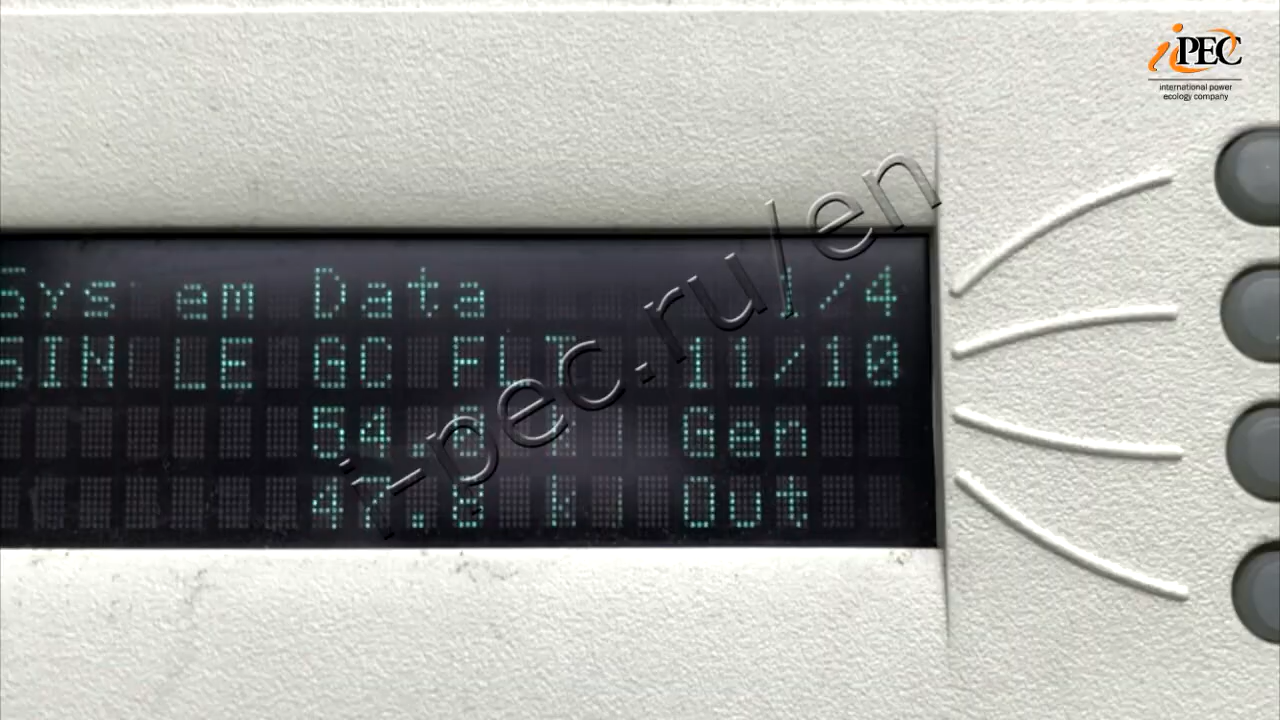 iPEC
international power
ecology company
i-pec.ru/en
Sys em Data 1/4
SIN LE GC FLT 11/10
54. Gen
47.8 k Out